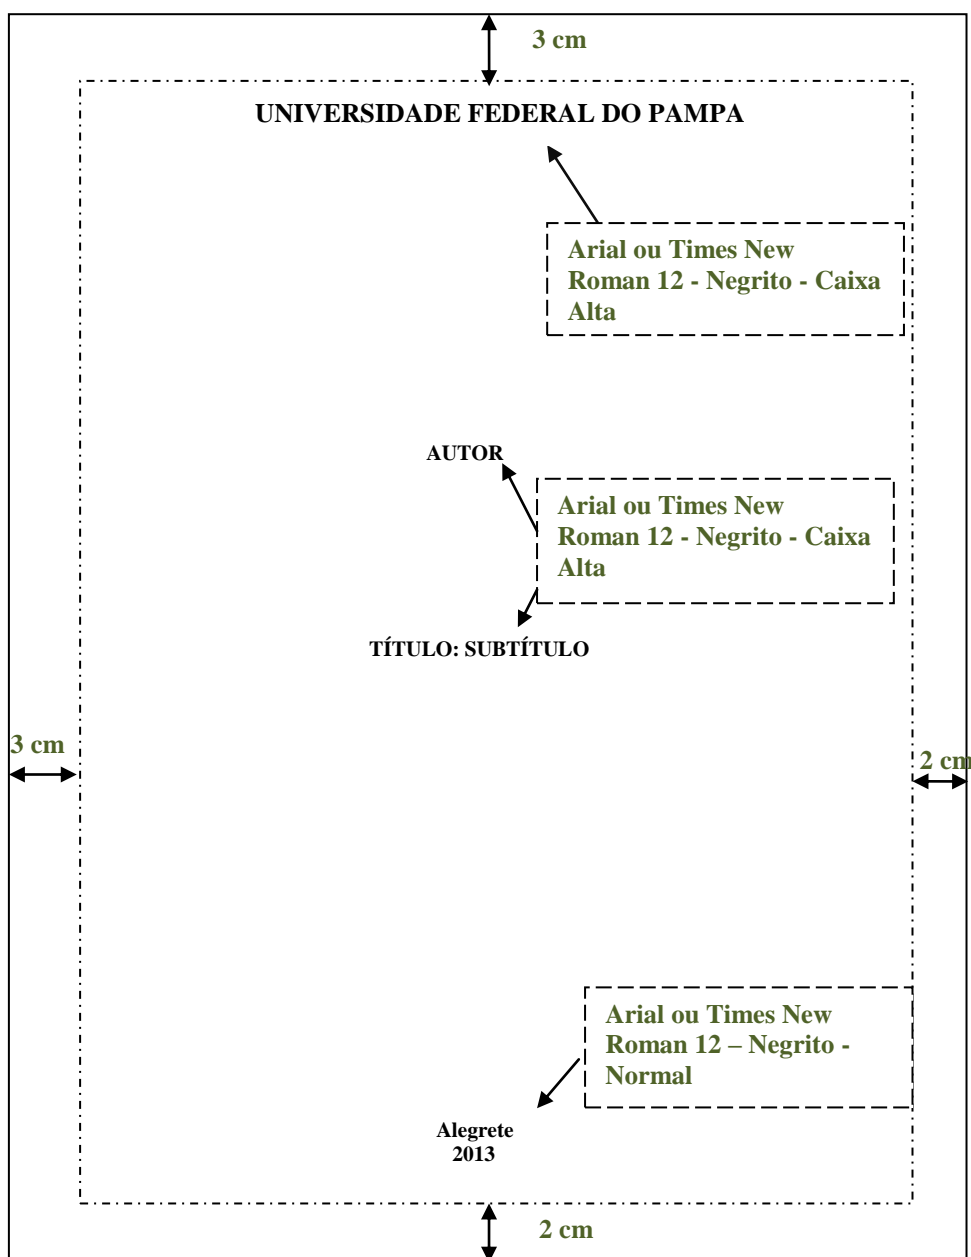 3 cm
UNIVERSIDADE FEDERAL DO PAMPA
Arial ou Times New
Roman 12 - Negrito - Caixa
Alta
AUTOR
Arial ou Times New
Roman 12 - Negrito - Caixa
Alta
TÍTULO: SUBTÍTULO
3 cm
2 cm
Arial ou Times New
Roman 12 – Negrito -
Normal
Alegrete
2013
2 cm